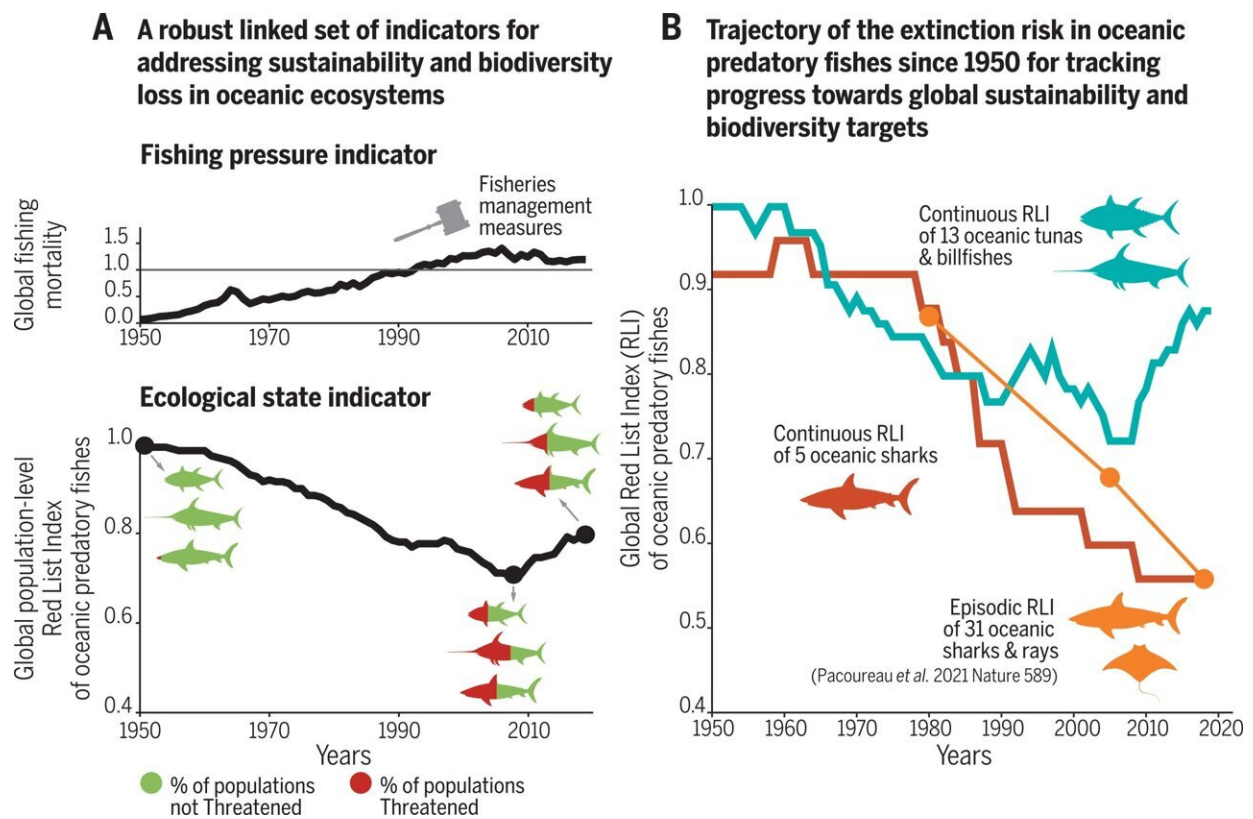 A A robust linked set of indicators for
addressing sustainability and biodiversity
loss in oceanic ecosystems
Fishing pressure indicator
Global fishing
mortality
1.5
1.0
0.5
0.0
Fisheries
management
measures
1950
1970
1990
2010
Ecological state indicator
Global population-level
Red List Index
of oceanic predatory fishes
1.0
0.8
0.6
0.4
1950
1970
1990
2010
Years
% of populations
not Threatened
% of populations
Threatened
B Trajectory of the extinction risk in oceanic
predatory fishes since 1950 for tracking
progress towards global sustainability and
biodiversity targets
Global Red List Index (RLI)
of oceanic predatory fishes
1.0
0.9
0.8
0.7
0.6
0.5
0.4
Continuous RLI
of 13 oceanic tunas
& billfishes
Continuous RLI
of 5 oceanic sharks
Episodic RLI
of 31 oceanic
sharks & rays
(Pacoureau et al. 2021 Nature 589)
1950
1960
1970
1980
1990
2000
2010
2020
Years